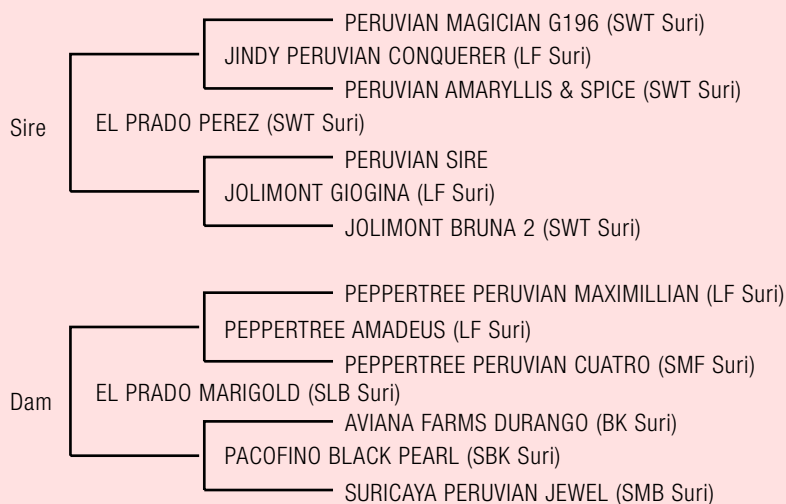 PERUVIAN MAGICIAN G196 (SWT Suri)
JINDY PERUVIAN CONQUERER (LF Suri)
PERUVIAN AMARYLLIS & SPICE (SWT Suri)
Sire
EL PRADO PEREZ (SWT Suri)
PERUVIAN SIRE
JOLIMONT GIOGINA (LF Suri)
JOLIMONT BRUNA 2 (SWT Suri)
PEPPERTREE PERUVIAN MAXIMILLIAN (LF Suri)
PEPPERTREE AMADEUS (LF Suri)
PEPPERTREE PERUVIAN CUATRO (SMF Suri)
Dam
EL PRADO MARIGOLD (SLB Suri)
AVIANA FARMS DURANGO (BK Suri)
PACOFINO BLACK PEARL (SBK Suri)
SURICAYA PERUVIAN JEWEL (SMB Suri)